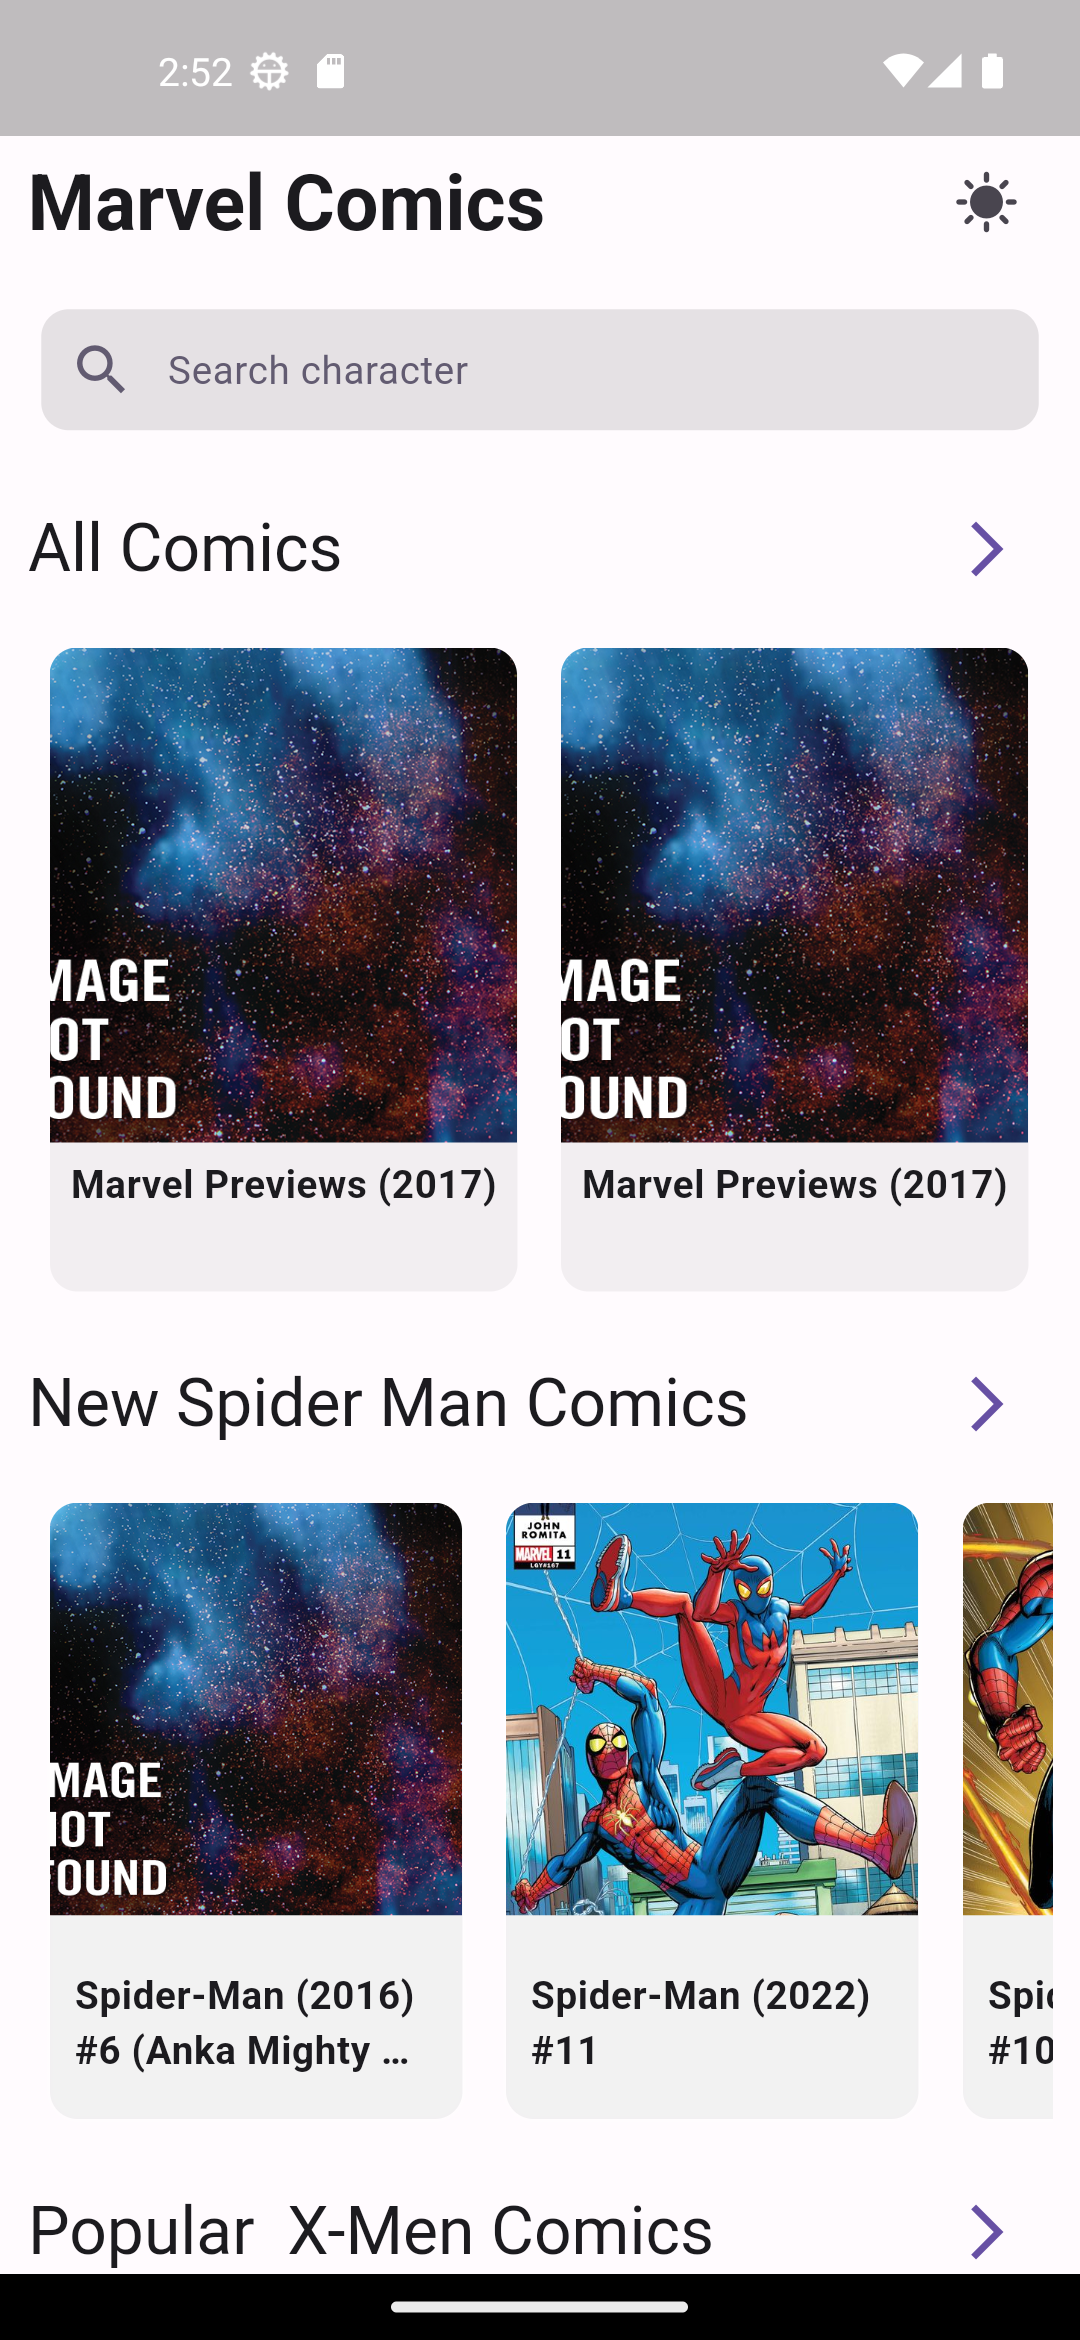 2:52
Marvel Comics
Search character
All Comics
MAGE
OT
OUND
Marvel Previews (2017)
MAGE
OT
OUND
Marvel Previews (2017)
New Spider Man Comics
MAGE
OT
OUND
Spider-Man (2016)
#6 (Anka Mighty ...
JOHN
ROMITA
MARVEL 11
LGY#167
Spider-Man (2022)
#11
Spi
#10
Popular  X-Men Comics